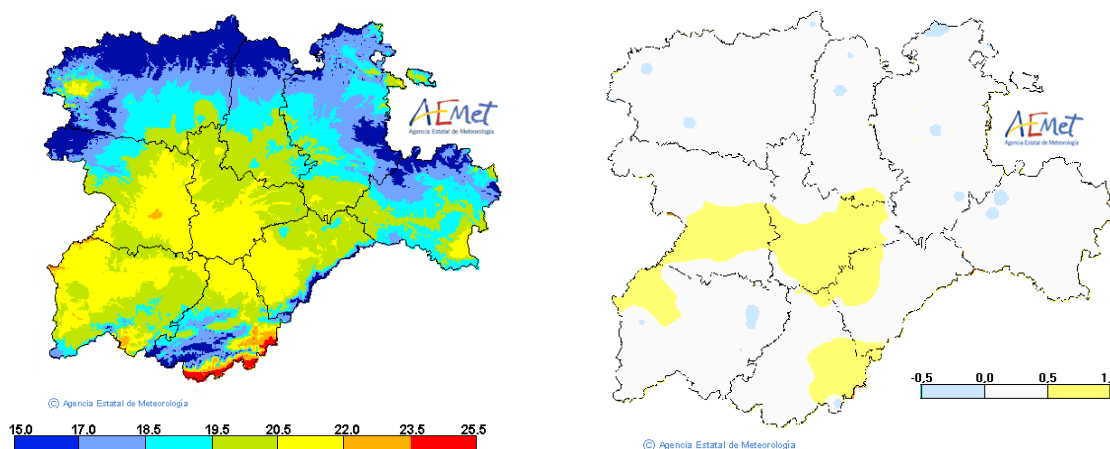 AEmet
Agencia Estatal de Meteorología
© Agencia Estatal de Meteorología
15.0 17.0 18.5 19.5 20.5 22.0 23.5 25.5
AEmet
Agencia Estatal de Meteorología
-0,5 0,0 0,5 1,
© Agencia Estatal de Meteorología